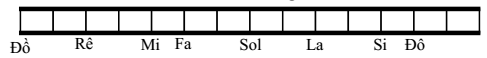 Đồ Rê Mi Fa Sol La Si Đô